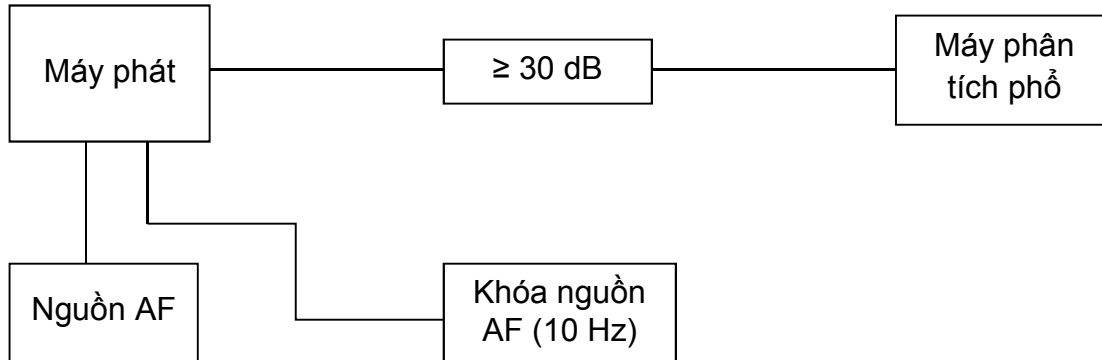 Máy phát
≥ 30 dB
Máy phân
tích phổ
Nguồn AF
Khóa nguồn
AF (10 Hz)